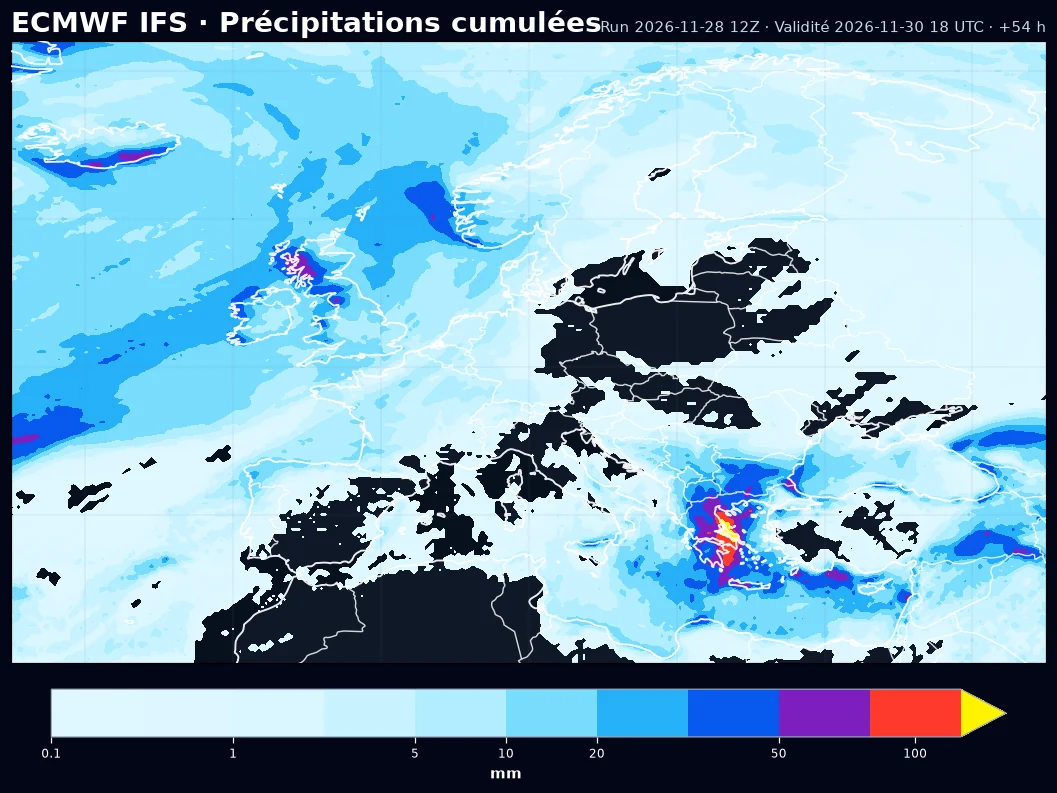 ECMWF IFS · Précipitations cumulées
Run 2026-11-28 12Z · Validité 2026-11-30 18 UTC · +54 h
0.1 1 5 10 20 50 100
mm